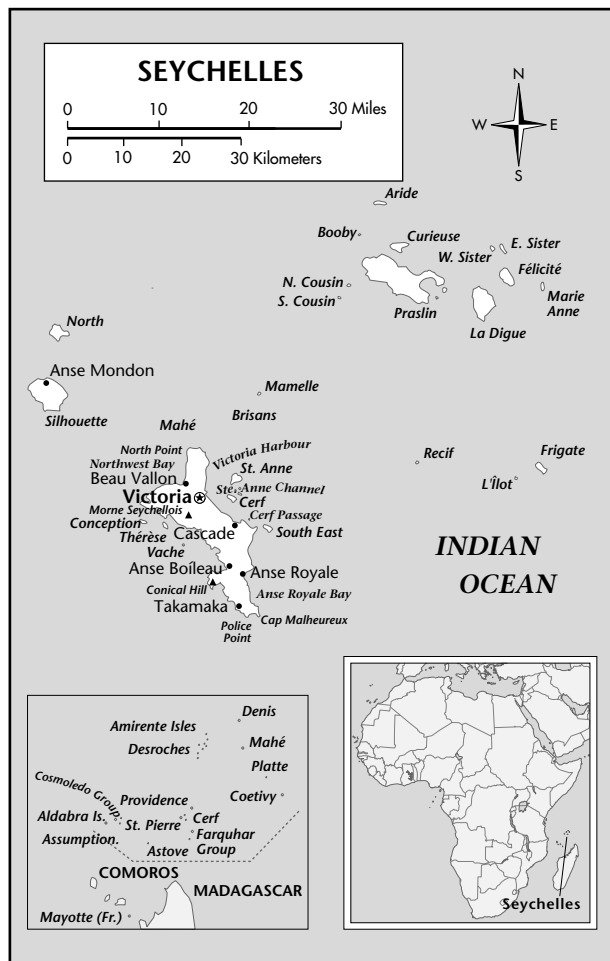 SEYCHELLES
0 10 20 30 Miles
0 10 20 30 Kilometers
N
W E
S
Aride
Booby
Curieuse
W. Sister
E. Sister
Félicité
N. Cousin
S. Cousin
Praslin
Marie
Anne
La Digue
North
Anse Mondon
Silhouette
Mamelle
Brisans
Mahé
North Point
Victoria Harbour
Northwest Bay
St. Anne
Beau Vallon
Ste. Anne Channel
Victoria
Cerf
Morne Seychellois
Cerf Passage
Conception
Thérèse
Cascade
South East
Vache
Recif
Frigate
L'Îlot
INDIAN
OCEAN
Anse Boíleau
Anse Royale
Conical Hill
Anse Royale Bay
Takamaka
Cap Malheureux
Police
Point
Denis
Amirente Isles
Desroches
Mahé
Platte
Cosmoledo Group
Providence
Coetivy
Aldabra Is.
St. Pierre
Cerf
Assumption.
Farquhar
Group
Astove
COMOROS
MADAGASCAR
Mayotte (Fr.)
Seychelles